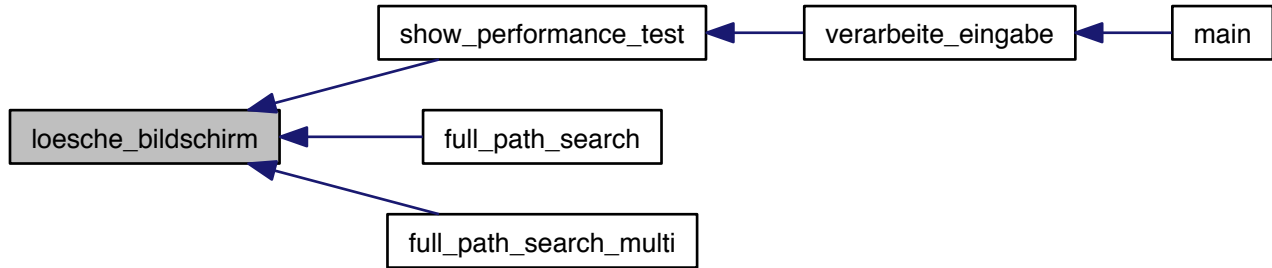 show_performance_test
verarbeite_eingabe
main
loesche_bildschirm
full_path_search
full_path_search_multi